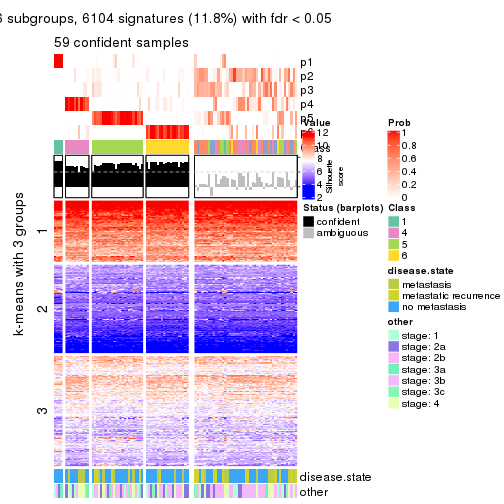 6 subgroups, 6104 signatures (11.8%) with fdr < 0.05
59 confident samples
p1
p2
p3
p4
p5
Value
12
10
8
6
4
2
Silhouette
score
Prob
1
0.8
0.6
0.4
0.2
0
Status (barplots)
confident
ambiguous
Class
1
4
5
6
disease.state
metastasis
metastatic recurrence
no metastasis
other
stage: 1
stage: 2a
stage: 2b
stage: 3a
stage: 3b
stage: 3c
stage: 4
k-means with 3 groups
1
2
3
disease.state
other